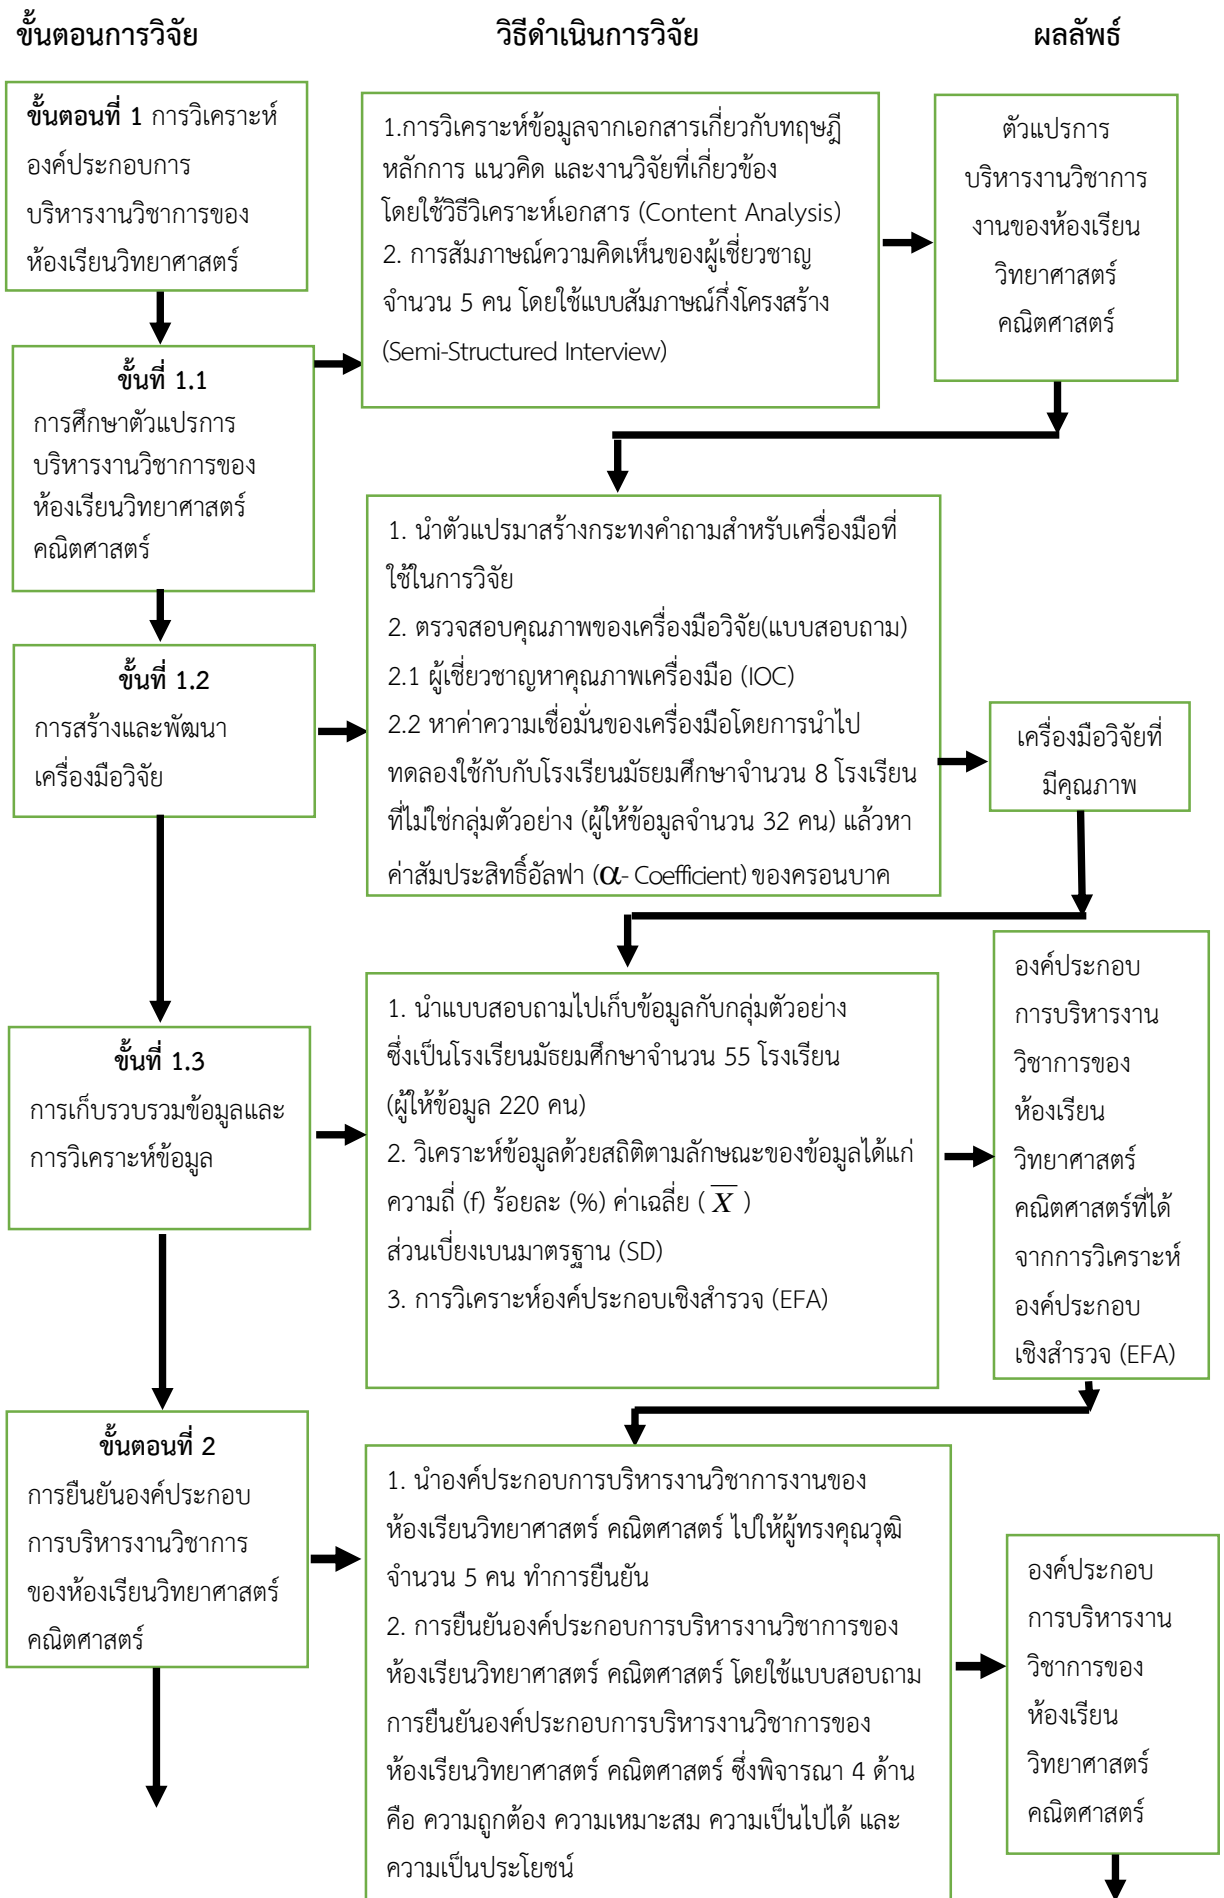 ขั้นตอนการวิจัย
วิธีดำเนินการวิจัย
ผลลัพธ์
ขั้นตอนที่ 1 การวิเคราะห์
องค์ประกอบการ
บริหารงานวิชาการของ
ห้องเรียนวิทยาศาสตร์
1.การวิเคราะห์ข้อมูลจากเอกสารเกี่ยวกับทฤษฎี
หลักการ แนวคิด และงานวิจัยที่เกี่ยวข้อง
โดยใช้วิธีวิเคราะห์เอกสาร (Content Analysis)
2. การสัมภาษณ์ความคิดเห็นของผู้เชี่ยวชาญ
จำนวน 5 คน โดยใช้แบบสัมภาษณ์กึ่งโครงสร้าง
(Semi-Structured Interview)
ตัวแปรการ
บริหารงานวิชาการ
งานของห้องเรียน
วิทยาศาสตร์
คณิตศาสตร์
ขั้นที่ 1.1
การศึกษาตัวแปรการ
บริหารงานวิชาการของ
ห้องเรียนวิทยาศาสตร์
คณิตศาสตร์
1. นำตัวแปรมาสร้างกระทงคำถามสำหรับเครื่องมือที่
ใช้ในการวิจัย
2. ตรวจสอบคุณภาพของเครื่องมือวิจัย(แบบสอบถาม)
2.1 ผู้เชี่ยวชาญหาคุณภาพเครื่องมือ (IOC)
2.2 หาค่าความเชื่อมั่นของเครื่องมือโดยการนำไป
ทดลองใช้กับกับโรงเรียนมัธยมศึกษาจำนวน 8 โรงเรียน
ที่ไม่ใช่กลุ่มตัวอย่าง (ผู้ให้ข้อมูลจำนวน 32 คน) แล้วหา
ค่าสัมประสิทธิ์อัลฟา (α- Coefficient) ของครอนบาค
ขั้นที่ 1.2
การสร้างและพัฒนา
เครื่องมือวิจัย
เครื่องมือวิจัยที่
มีคุณภาพ
ขั้นที่ 1.3
การเก็บรวบรวมข้อมูลและ
การวิเคราะห์ข้อมูล
1. นำแบบสอบถามไปเก็บข้อมูลกับกลุ่มตัวอย่าง
ซึ่งเป็นโรงเรียนมัธยมศึกษาจำนวน 55 โรงเรียน
(ผู้ให้ข้อมูล 220 คน)
2. วิเคราะห์ข้อมูลด้วยสถิติตามลักษณะของข้อมูลได้แก่
ความถี่ (f) ร้อยละ (%) ค่าเฉลี่ย ( X̄ )
ส่วนเบี่ยงเบนมาตรฐาน (SD)
3. การวิเคราะห์องค์ประกอบเชิงสำรวจ (EFA)
องค์ประกอบ
การบริหารงาน
วิชาการของ
ห้องเรียน
วิทยาศาสตร์
คณิตศาสตร์ที่ได้
จากการวิเคราะห์
องค์ประกอบ
เชิงสำรวจ (EFA)
ขั้นตอนที่ 2
การยืนยันองค์ประกอบ
การบริหารงานวิชาการ
ของห้องเรียนวิทยาศาสตร์
คณิตศาสตร์
1. นำองค์ประกอบการบริหารงานวิชาการงานของ
ห้องเรียนวิทยาศาสตร์ คณิตศาสตร์ ไปให้ผู้ทรงคุณวุฒิ
จำนวน 5 คน ทำการยืนยัน
2. การยืนยันองค์ประกอบการบริหารงานวิชาการของ
ห้องเรียนวิทยาศาสตร์ คณิตศาสตร์ โดยใช้แบบสอบถาม
การยืนยันองค์ประกอบการบริหารงานวิชาการของ
ห้องเรียนวิทยาศาสตร์ คณิตศาสตร์ ซึ่งพิจารณา 4 ด้าน
คือ ความถูกต้อง ความเหมาะสม ความเป็นไปได้ และ
ความเป็นประโยชน์
องค์ประกอบ
การบริหารงาน
วิชาการของ
ห้องเรียน
วิทยาศาสตร์
คณิตศาสตร์